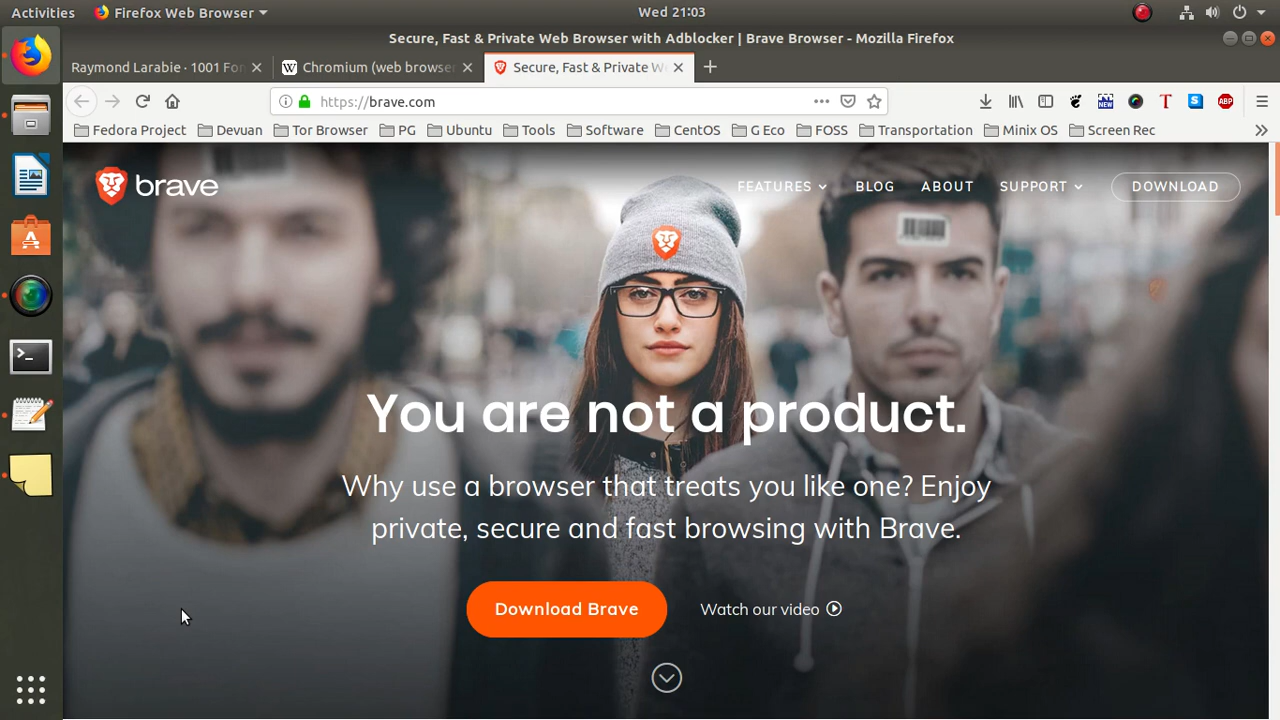 Activities Firefox Web Browser Wed 21:03
Secure, Fast & Private Web Browser with Adblocker | Brave Browser - Mozilla Firefox
Raymond Larabie · 1001 Fon Chromium (web browse Secure, Fast & Private W
https://brave.com
NEW T S ABP
Fedora Project Devuan Tor Browser PG Ubuntu Tools Software CentOS G Eco FOSS Transportation Minix OS Screen Rec
brave FEATURES BLOG ABOUT SUPPORT DOWNLOAD
You are not a product.
Why use a browser that treats you like one? Enjoy
private, secure and fast browsing with Brave.
Download Brave Watch our video